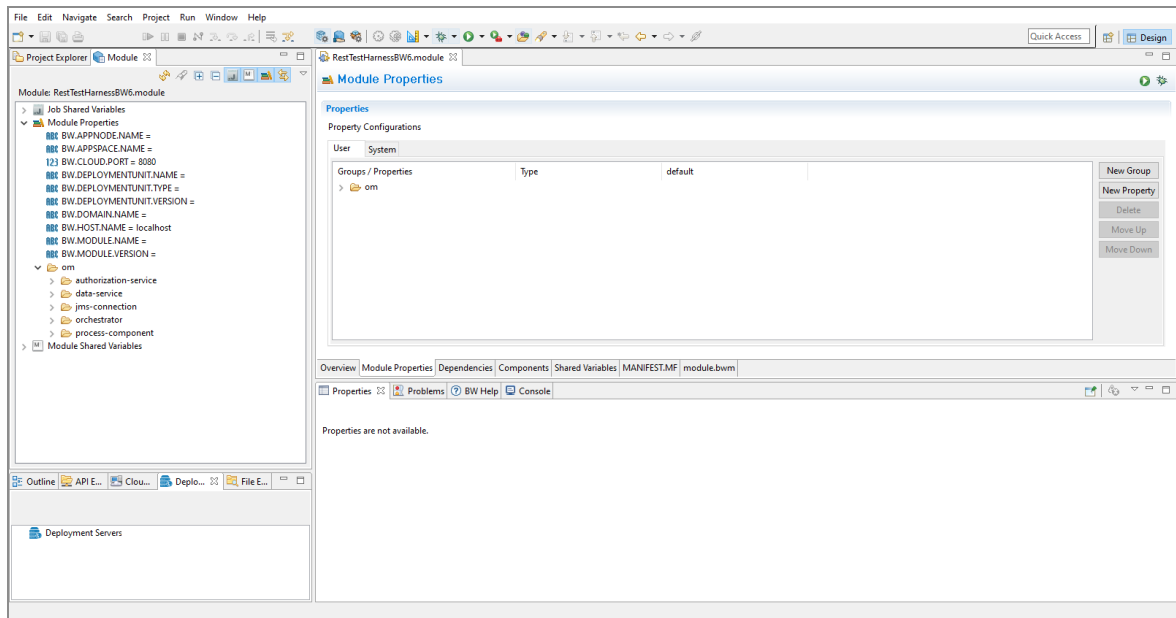 File Edit Navigate Search Project Run Window Help
Quick Access
Design
Project Explorer Module
Module: RestTestHarnessBW6.module
Job Shared Variables
Module Properties
BW.APPNODE.NAME =
BW.APPSPACE.NAME =
123 BW.CLOUD.PORT = 8080
BW.DEPLOYMENTUNIT.NAME =
BW.DEPLOYMENTUNIT.TYPE =
BW.DEPLOYMENTUNIT.VERSION =
BW.DOMAIN.NAME =
BW.HOST.NAME = localhost
BW.MODULE.NAME =
BW.MODULE.VERSION =
om
authorization-service
data-service
jms-connection
orchestrator
process-component
Module Shared Variables
Outline API E... Clou... Deplo... File E...
Deployment Servers
RestTestHarnessBW6.module
Module Properties
Properties
Property Configurations
User System
Groups / Properties Type default
om
New Group
New Property
Delete
Move Up
Move Down
Overview Module Properties Dependencies Components Shared Variables MANIFEST.MF module.bwm
Properties Problems BW Help Console
Properties are not available.